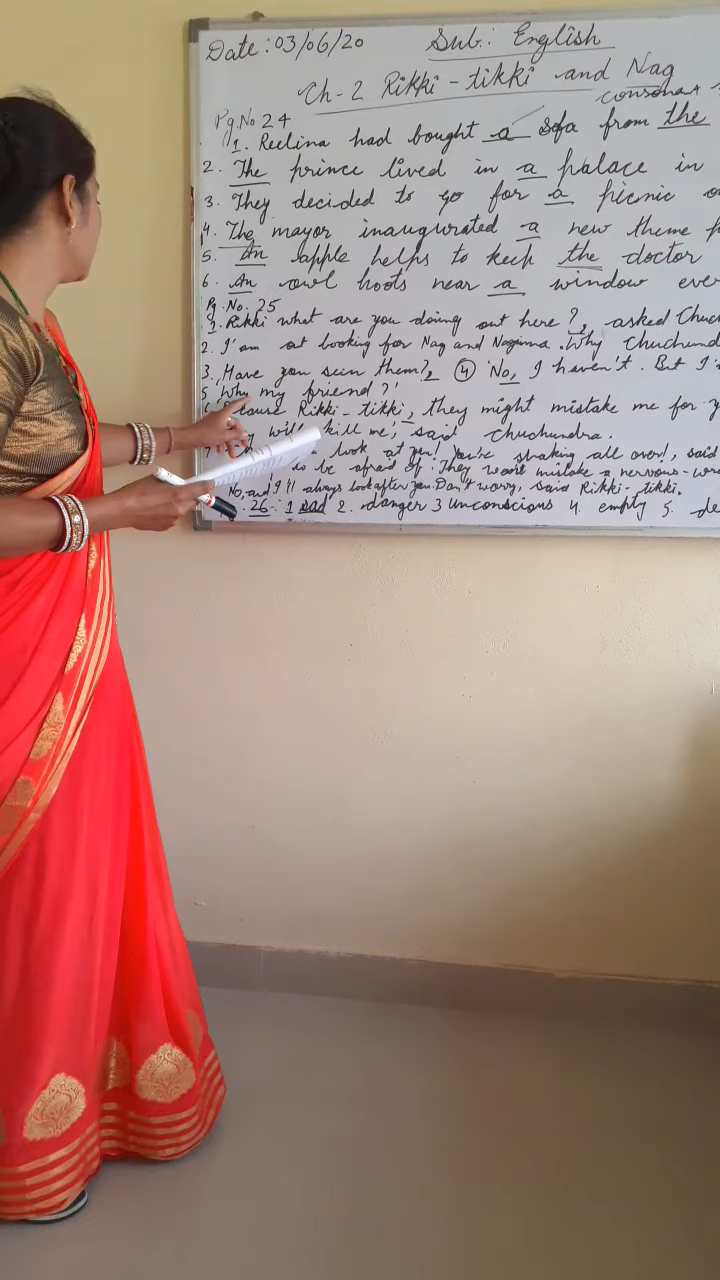 Date: 03/06/20 Sub: English
Ch-2 Rikki-tikki and Nag
consonant
Pg. No 24
1. Reelina had bought a sofa from the
2. The prince lived in a palace in
3. They decided to go for a picnic
4. The mayor inaugurated a new theme
5. An apple helps to keep the doctor
6. An owl hoots near a window
Pg. No. 25
1. Rikki what are you doing out here?, asked
2. I'am at looking for Nag and Nagina. Why
3. Have you seen them?, 4 No, I haven't. But
5 Why my friend?'
Rikki-tikki, they might mistake me for
kill me', said Chuchundra.
look at you! You're shaking all over!, said
to be afraid of. They won't mistake a nervous
No, and I'll always look after you. Don't worry, said Rikki-tikki.
26: 1 sad 2. danger 3 unconscious 4. empty 5.